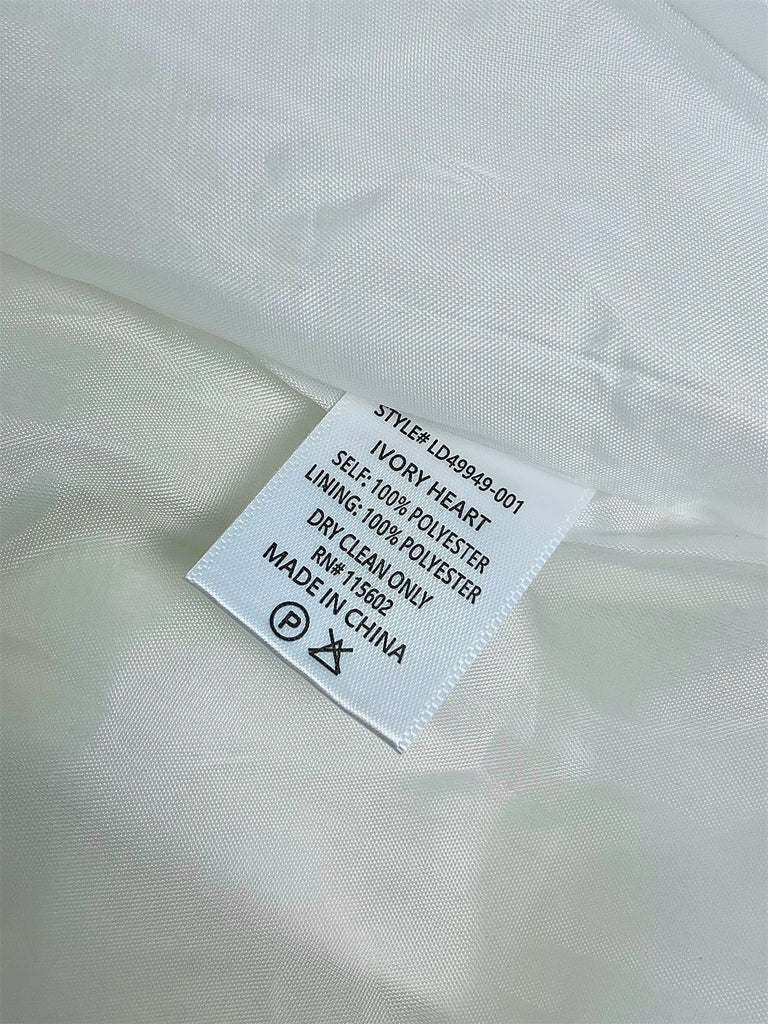 STYLE# LD49949-001
IVORY HEART
SELF: 100% POLYESTER
LINING: 100% POLYESTER
DRY CLEAN ONLY
RN# 115602
MADE IN CHINA
P